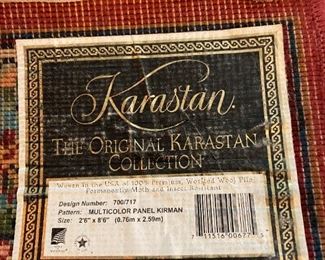 Karastan.
THE ORIGINAL KARASTAN
COLLECTION
Woven in the USA of 100% Premium, Worsted Wool Pile.
Permanently Moth and Insect Resistant
Design Number: 700/717
Pattern: MULTICOLOR PANEL KIRMAN
Size: 2'6" x 8'6" (0.76m x 2.59m)